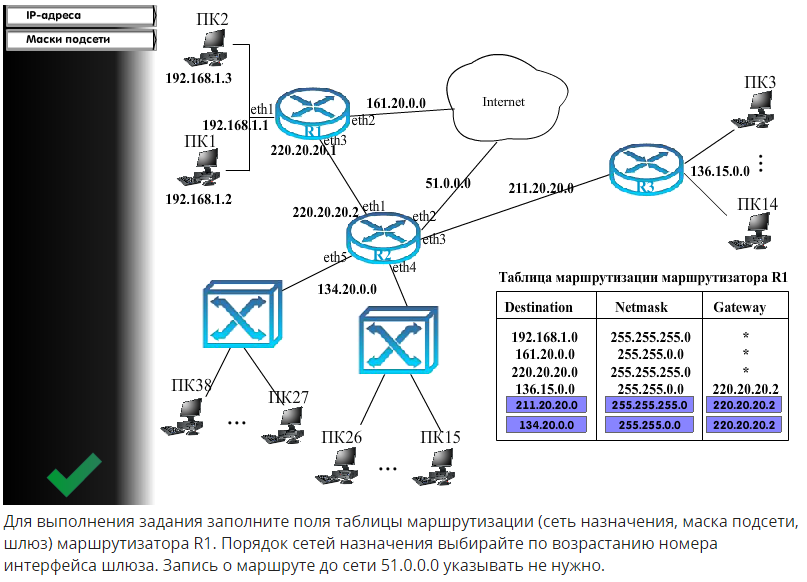 IP-адреса
Маски подсети
ПК2
192.168.1.3
eth1
192.168.1.1
ПК1
192.168.1.2
R1
eth2
eth3
220.20.20.1
161.20.0.0
Internet
51.0.0.0
211.20.20.0
ПК3
R3
136.15.0.0
ПК14
220.20.20.2
eth1
eth2
eth3
R2
eth5
eth4
134.20.0.0
ПК38
ПК27
ПК26
ПК15
Таблица маршрутизации маршрутизатора R1
Destination Netmask Gateway
192.168.1.0 255.255.255.0 *
161.20.0.0 255.255.0.0 *
220.20.20.0 255.255.255.0 *
136.15.0.0 255.255.0.0 220.20.20.2
211.20.20.0 255.255.255.0 220.20.20.2
134.20.0.0 255.255.0.0 220.20.20.2
Для выполнения задания заполните поля таблицы маршрутизации (сеть назначения, маска подсети,
шлюз) маршрутизатора R1. Порядок сетей назначения выбирайте по возрастанию номера
интерфейса шлюза. Запись о маршруте до сети 51.0.0.0 указывать не нужно.